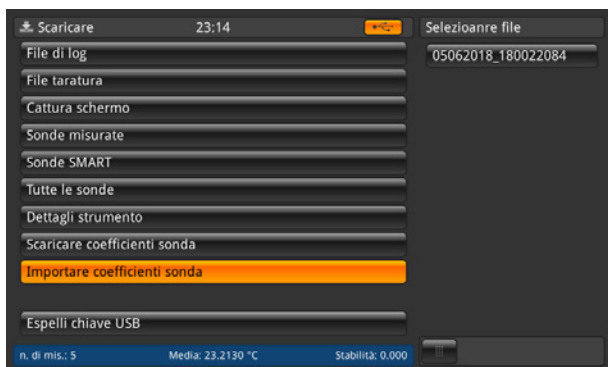 Scaricare 23:14 Selezioanre file
File di log 05062018_180022084
File taratura
Cattura schermo
Sonde misurate
Sonde SMART
Tutte le sonde
Dettagli strumento
Scaricare coefficienti sonda
Importare coefficienti sonda
Espelli chiave USB
n. di mis.: 5 Media: 23.2130 °C Stabilità: 0.000